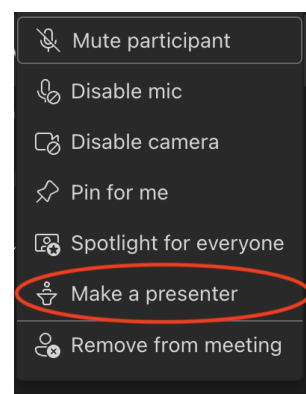 Mute participant
Disable mic
Disable camera
Pin for me
Spotlight for everyone
Make a presenter
Remove from meeting